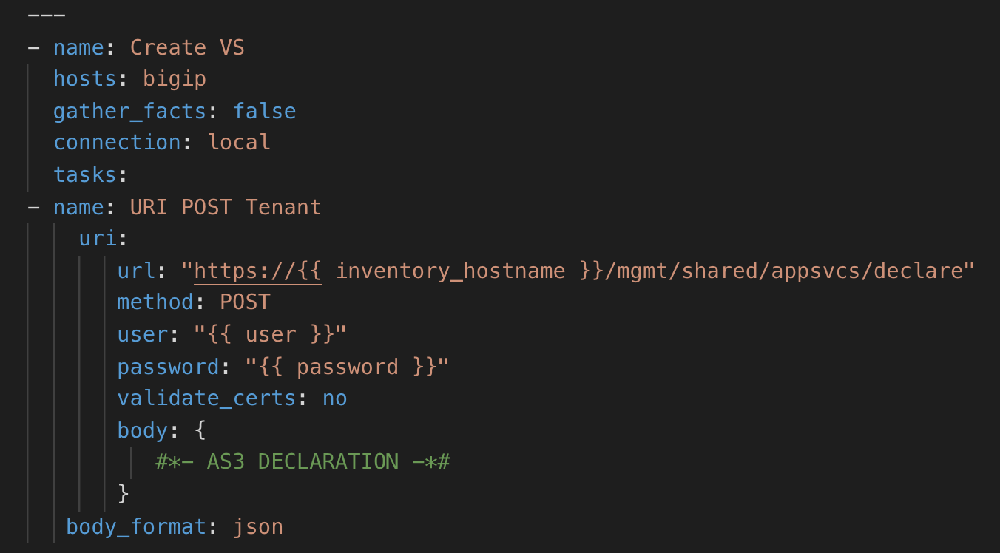 ---
- name: Create VS
  hosts: bigip
  gather_facts: false
  connection: local
  tasks:
- name: URI POST Tenant
    uri:
       url: "https://{{ inventory_hostname }}/mgmt/shared/appsvcs/declare"
       method: POST
       user: "{{ user }}"
       password: "{{ password }}"
       validate_certs: no
       body: {
          #*- AS3 DECLARATION -*#
       }
   body_format: json